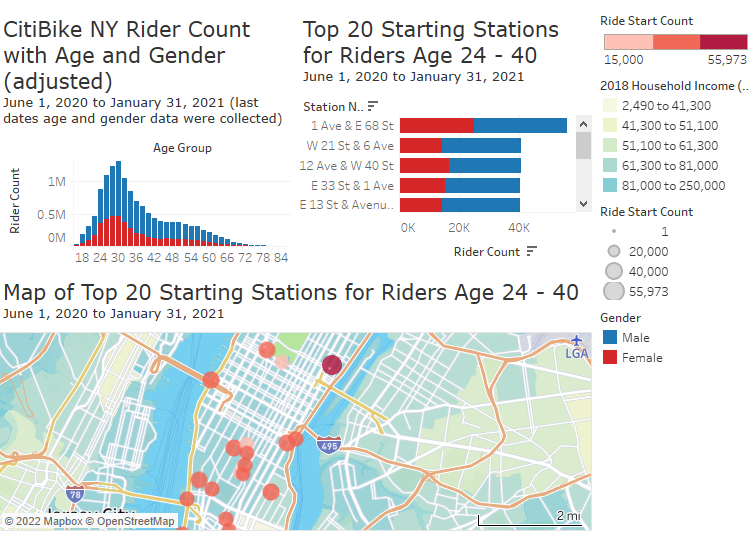 CitiBike NY Rider Count
with Age and Gender
(adjusted)
June 1, 2020 to January 31, 2021 (last
dates age and gender data were collected)
Age Group
Rider Count
1M
0.5M
0M
18 24 30 36 42 48 54 60 66 72 78 84
Top 20 Starting Stations
for Riders Age 24 - 40
June 1, 2020 to January 31, 2021
Station N..
1 Ave & E 68 St
W 21 St & 6 Ave
12 Ave & W 40 St
E 33 St & 1 Ave
E 13 St & Avenu..
0K 20K 40K
Rider Count
Ride Start Count
15,000 55,973
2018 Household Income (..
2,490 to 41,300
41,300 to 51,100
51,100 to 61,300
61,300 to 81,000
81,000 to 250,000
Ride Start Count
1
20,000
40,000
55,973
Gender
Male
Female
Map of Top 20 Starting Stations for Riders Age 24 - 40
June 1, 2020 to January 31, 2021
LGA
495
78
Jersey City
© 2022 Mapbox © OpenStreetMap
2 mi